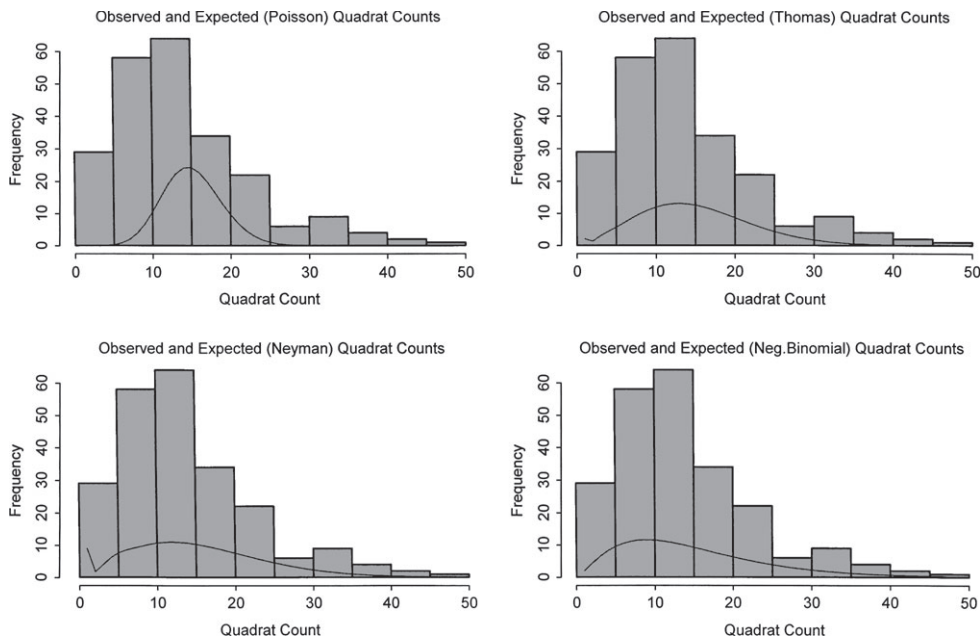 Observed and Expected (Poisson) Quadrat Counts
Frequency
60
50
40
30
20
10
0
0 10 20 30 40 50
Quadrat Count
Observed and Expected (Thomas) Quadrat Counts
Frequency
60
50
40
30
20
10
0
0 10 20 30 40 50
Quadrat Count
Observed and Expected (Neyman) Quadrat Counts
Frequency
60
50
40
30
20
10
0
0 10 20 30 40 50
Quadrat Count
Observed and Expected (Neg.Binomial) Quadrat Counts
Frequency
60
50
40
30
20
10
0
0 10 20 30 40 50
Quadrat Count